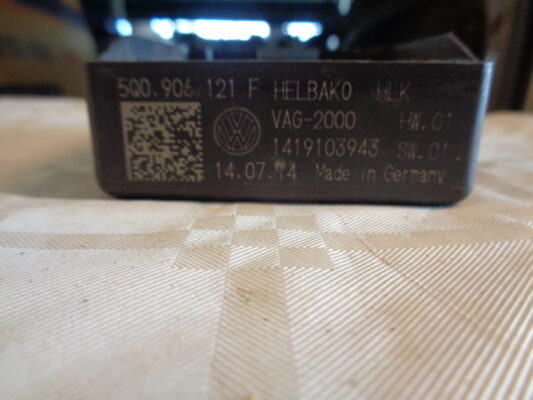 5Q0.906.121 F HELBAKO HLK
VAG-2000 HW.01
1419103943 SW.01
14.07.14 Made in Germany